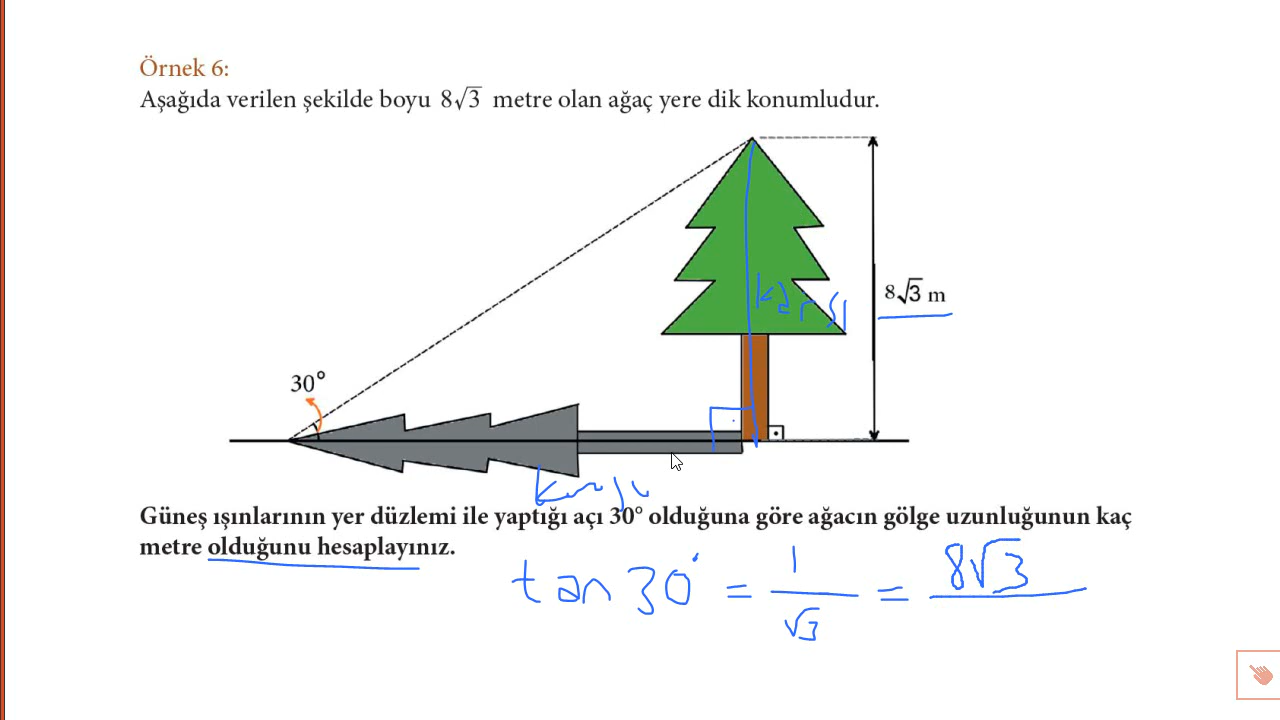 Örnek 6:
Aşağıda verilen şekilde boyu 8√3 metre olan ağaç yere dik konumludur.
karşı
8√3 m
30°
komşu
Güneş ışınlarının yer düzlemi ile yaptığı açı 30° olduğuna göre ağacın gölge uzunluğunun kaç
metre olduğunu hesaplayınız.
tan 30° = 1/√3 = 8√3/